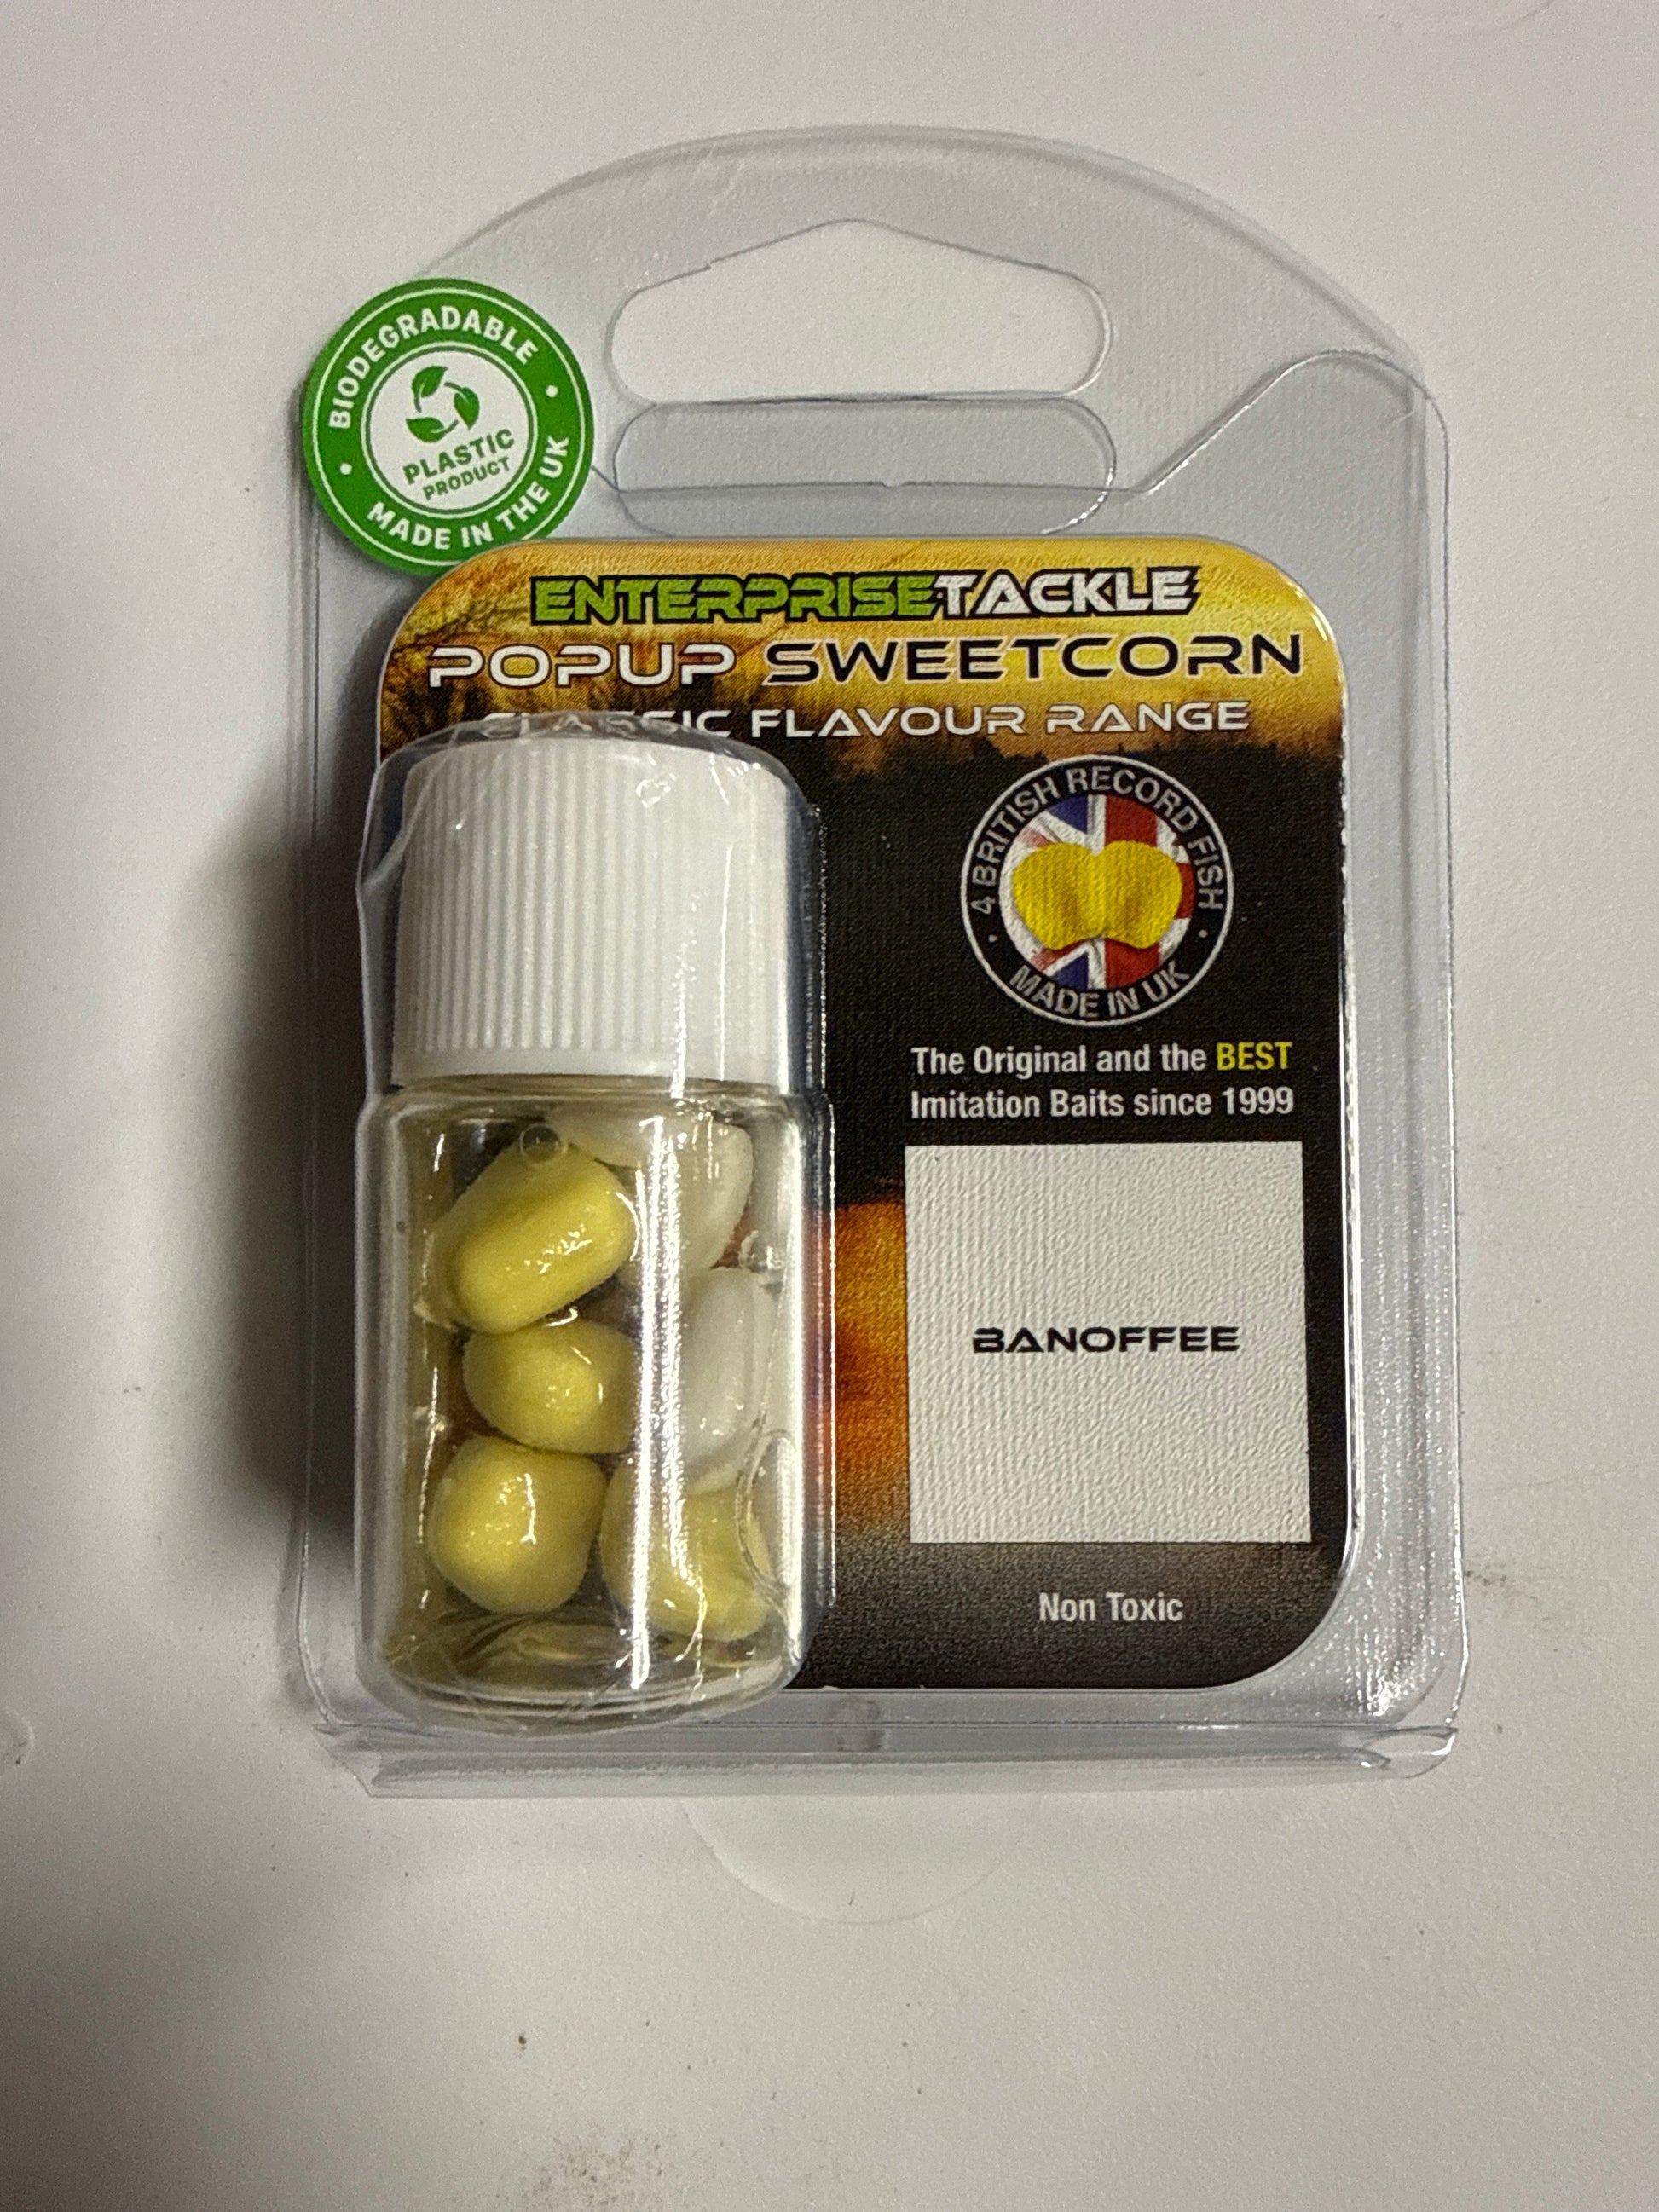 BIODEGRADABLE
PLASTIC
PRODUCT
MADE IN THE UK
ENTERPRISETACKLE
POPUP SWEETCORN
CLASSIC FLAVOUR RANGE
4 BRITISH RECORD FISH
MADE IN UK
The Original and the BEST
Imitation Baits since 1999
BANOFFEE
Non Toxic